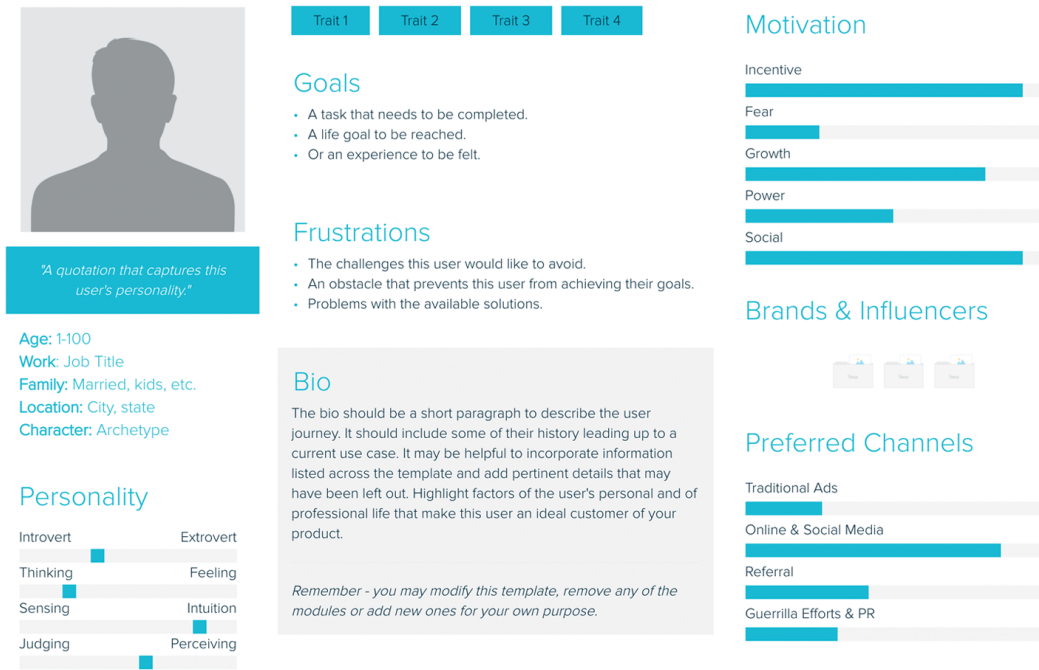 Trait 1
Trait 2
Trait 3
Trait 4
"A quotation that captures this
user's personality."
Age: 1-100
Work: Job Title
Family: Married, kids, etc.
Location: City, state
Character: Archetype
Personality
Introvert Extrovert
Thinking Feeling
Sensing Intuition
Judging Perceiving
Goals
• A task that needs to be completed.
• A life goal to be reached.
• Or an experience to be felt.
Frustrations
• The challenges this user would like to avoid.
• An obstacle that prevents this user from achieving their goals.
• Problems with the available solutions.
Bio
The bio should be a short paragraph to describe the user
journey. It should include some of their history leading up to a
current use case. It may be helpful to incorporate information
listed across the template and add pertinent details that may
have been left out. Highlight factors of the user's personal and of
professional life that make this user an ideal customer of your
product.
Remember - you may modify this template, remove any of the
modules or add new ones for your own purpose.
Motivation
Incentive
Fear
Growth
Power
Social
Brands & Influencers
Preferred Channels
Traditional Ads
Online & Social Media
Referral
Guerrilla Efforts & PR